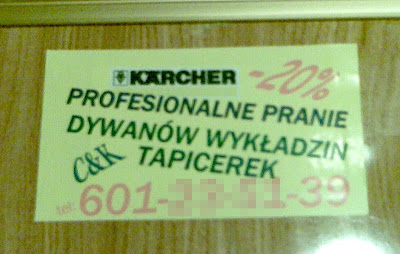 KÄRCHER -20%
PROFESIONALNE PRANIE
DYWANÓW WYKŁADZIN
C&K TAPICEREK
tel. 601- -39